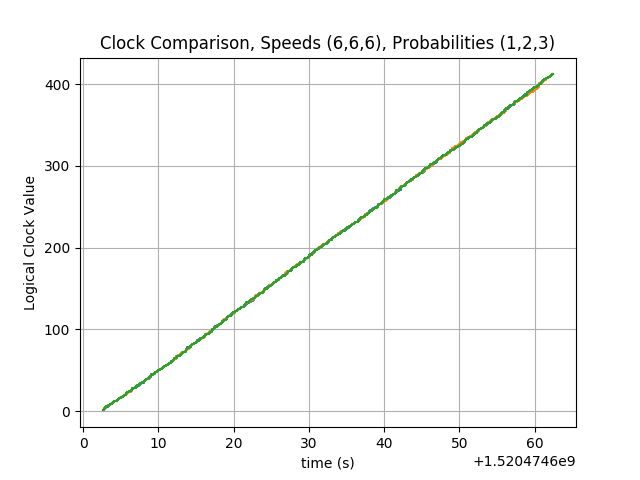 Clock Comparison, Speeds (6,6,6), Probabilities (1,2,3)
400
300
200
100
0
Logical Clock Value
0 10 20 30 40 50 60
time (s)
+1.5204746e9